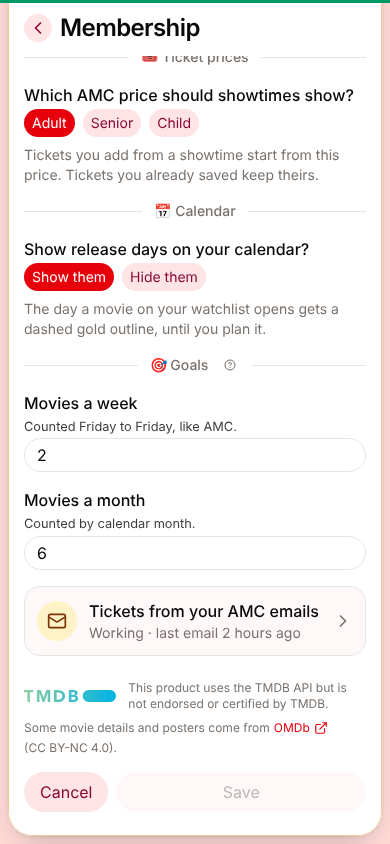 Membership
Ticket prices
Which AMC price should showtimes show?
Adult
Senior
Child
Tickets you add from a showtime start from this
price. Tickets you already saved keep theirs.
Calendar
Show release days on your calendar?
Show them
Hide them
The day a movie on your watchlist opens gets a
dashed gold outline, until you plan it.
Goals
Movies a week
Counted Friday to Friday, like AMC.
2
Movies a month
Counted by calendar month.
6
Tickets from your AMC emails
Working · last email 2 hours ago
TMDB
This product uses the TMDB API but is
not endorsed or certified by TMDB.
Some movie details and posters come from OMDb
(CC BY-NC 4.0).
Cancel
Save